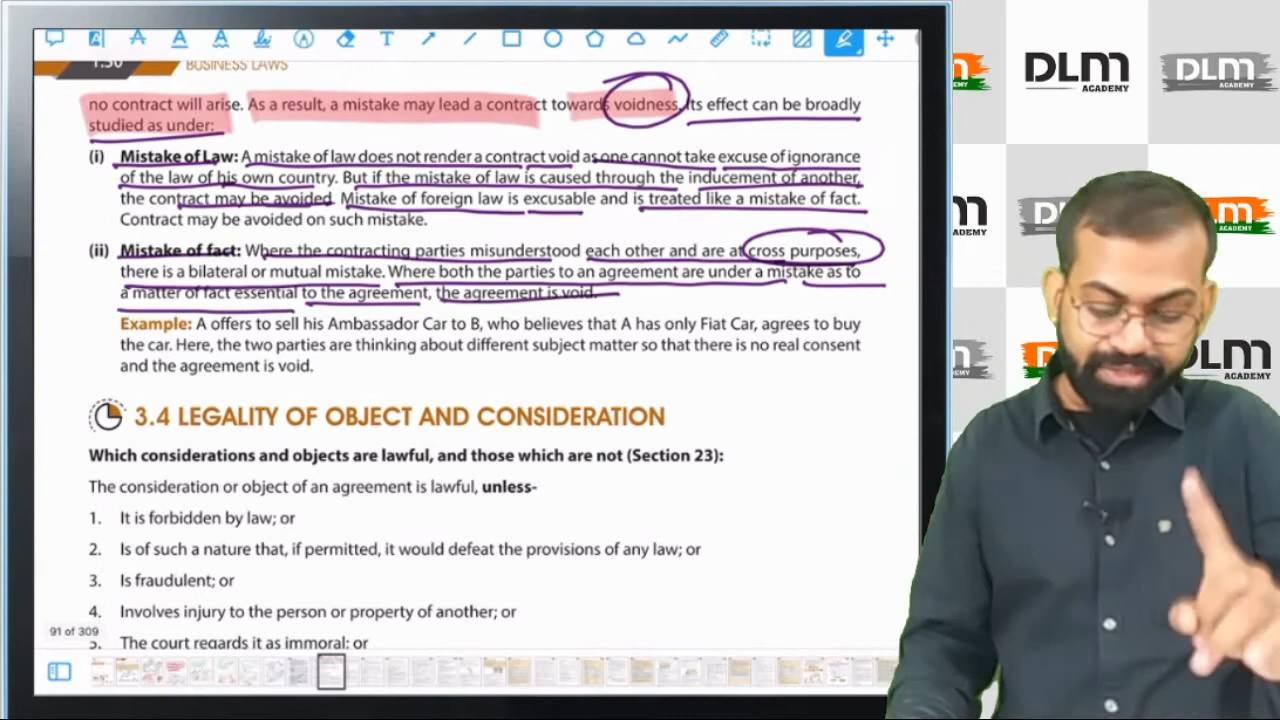 1.50
BUSINESS LAWS
no contract will arise. As a result, a mistake may lead a contract towards voidness. Its effect can be broadly
studied as under:
(i) Mistake of Law: A mistake of law does not render a contract void as one cannot take excuse of ignorance
of the law of his own country. But if the mistake of law is caused through the inducement of another,
the contract may be avoided. Mistake of foreign law is excusable and is treated like a mistake of fact.
Contract may be avoided on such mistake.
(ii) Mistake of fact: Where the contracting parties misunderstood each other and are at cross purposes,
there is a bilateral or mutual mistake. Where both the parties to an agreement are under a mistake as to
a matter of fact essential to the agreement, the agreement is void.
Example: A offers to sell his Ambassador Car to B, who believes that A has only Fiat Car, agrees to buy
the car. Here, the two parties are thinking about different subject matter so that there is no real consent
and the agreement is void.
3.4 LEGALITY OF OBJECT AND CONSIDERATION
Which considerations and objects are lawful, and those which are not (Section 23):
The consideration or object of an agreement is lawful, unless-
1. It is forbidden by law; or
2. Is of such a nature that, if permitted, it would defeat the provisions of any law; or
3. Is fraudulent; or
4. Involves injury to the person or property of another; or
5. The court regards it as immoral; or
91 of 309
DLM
ACADEMY
DLM
ACADEMY
DLM
ACADEMY